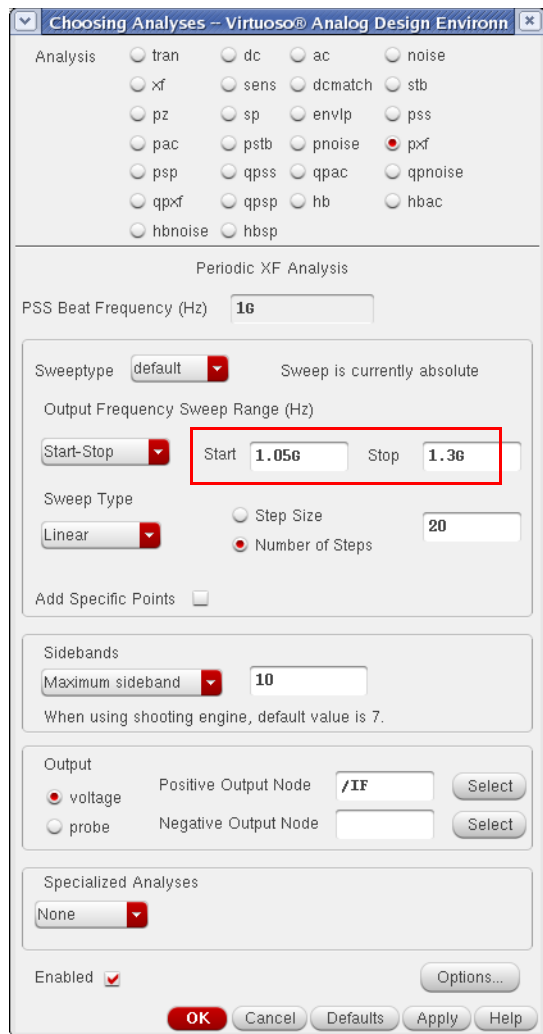 Choosing Analyses -- Virtuoso® Analog Design Environn
Analysis tran dc ac noise
xf sens dcmatch stb
pz sp envlp pss
pac pstb pnoise pxf
psp qpss qpac qpnoise
qpxf qpsp hb hbac
hbnoise hbsp
Periodic XF Analysis
PSS Beat Frequency (Hz) 1G
Sweeptype default Sweep is currently absolute
Output Frequency Sweep Range (Hz)
Start-Stop Start 1.05G Stop 1.3G
Sweep Type
Linear Step Size
Number of Steps 20
Add Specific Points
Sidebands
Maximum sideband 10
When using shooting engine, default value is 7.
Output
voltage Positive Output Node /IF Select
probe Negative Output Node Select
Specialized Analyses
None
Enabled Options...
OK Cancel Defaults Apply Help